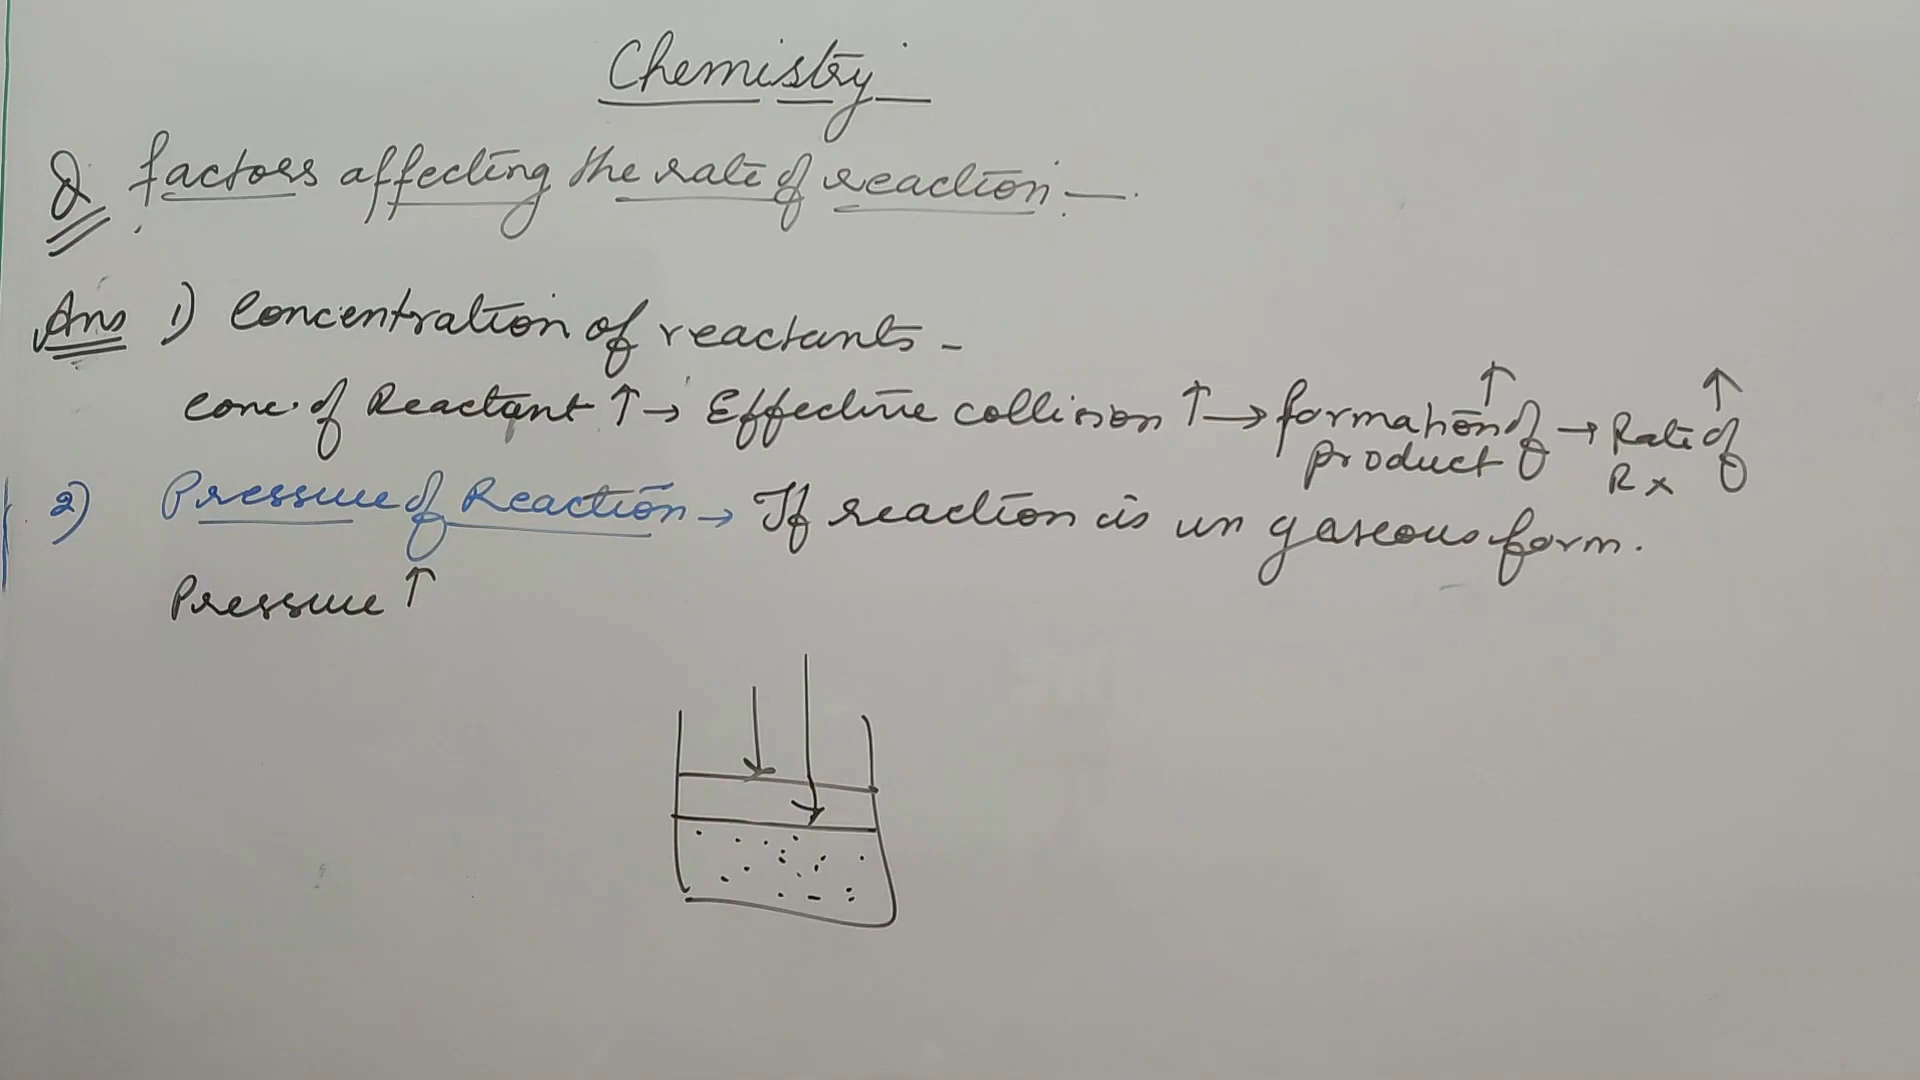 Chemistry
Q. factors affecting the rate of reaction.—.
Ans 1) Concentration of reactants -
conc. of Reactant ↑ → Effective collision ↑ → formation of ↑ → Rate of ↑
product Rx
2) Pressure of Reaction → If reaction is in gaseous form.
Pressure ↑